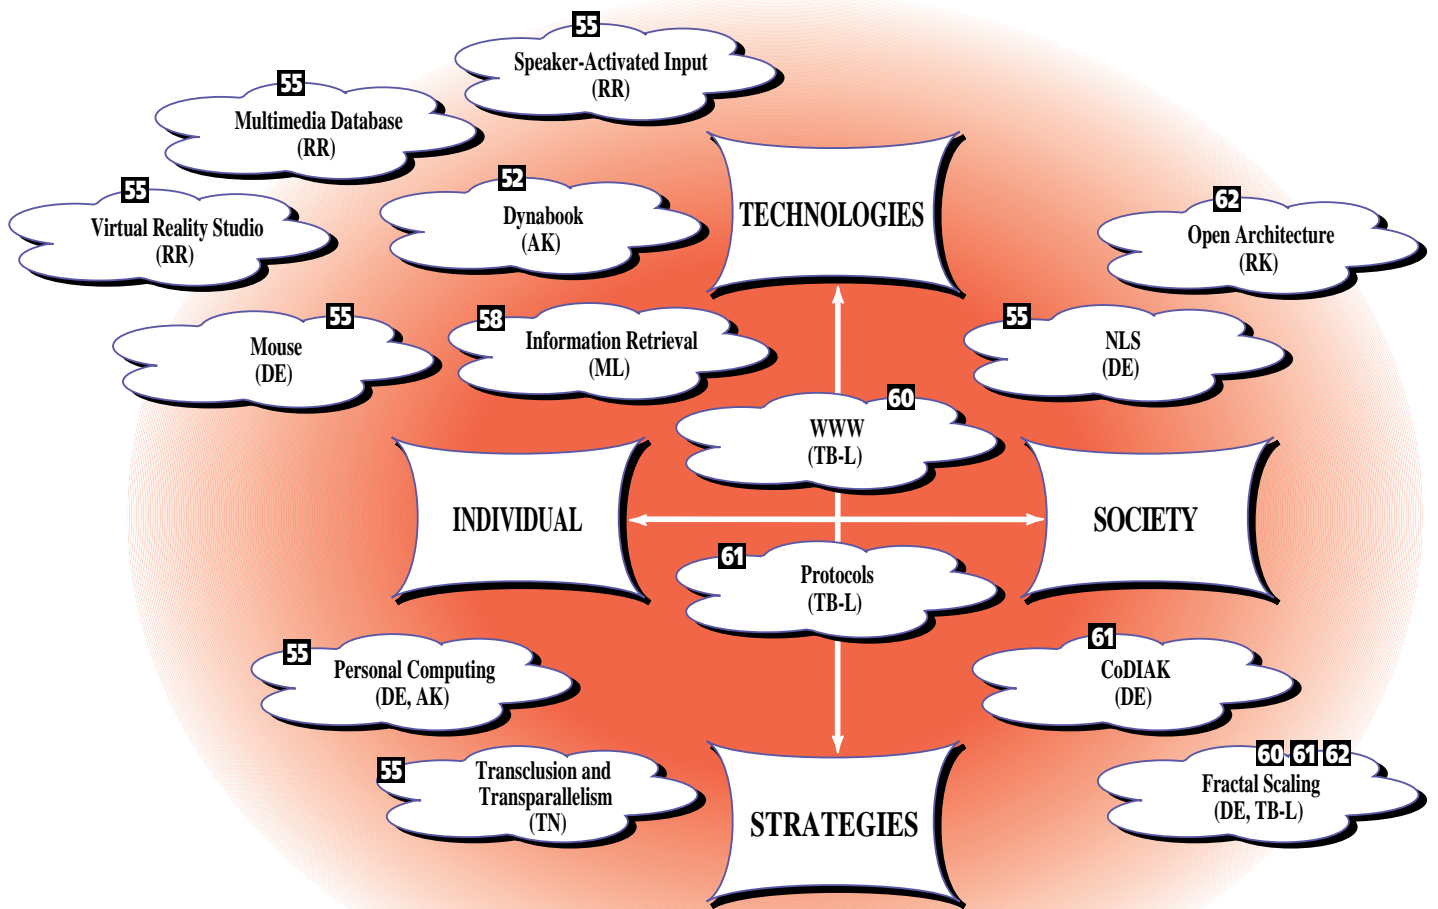 55
Speaker-Activated Input
(RR)
55
Multimedia Database
(RR)
55
Virtual Reality Studio
(RR)
52
Dynabook
(AK)
TECHNOLOGIES
62
Open Architecture
(RK)
55
Mouse
(DE)
58
Information Retrieval
(ML)
55
NLS
(DE)
60
WWW
(TB-L)
INDIVIDUAL
SOCIETY
61
Protocols
(TB-L)
55
Personal Computing
(DE, AK)
61
CoDIAK
(DE)
55
Transclusion and
Transparallelism
(TN)
STRATEGIES
60 61 62
Fractal Scaling
(DE, TB-L)